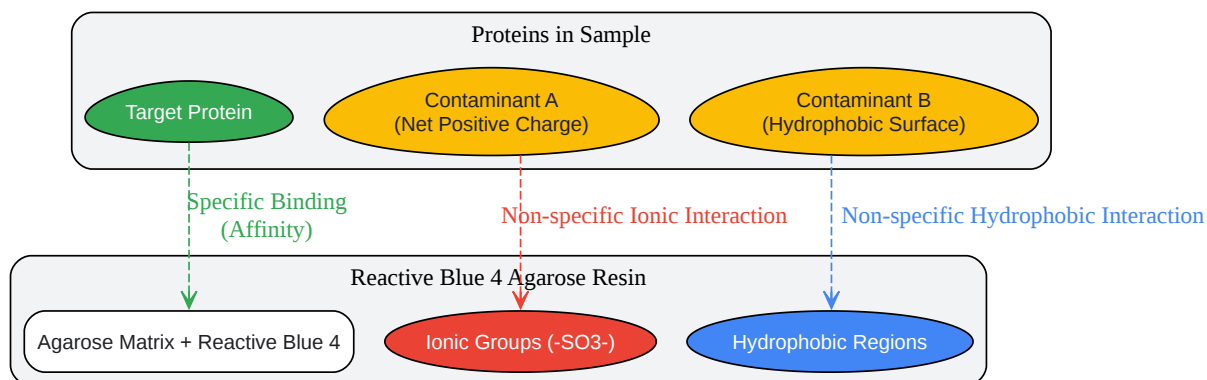 Proteins in Sample
Target Protein
Contaminant A
(Net Positive Charge)
Contaminant B
(Hydrophobic Surface)
Specific Binding
(Affinity)
Non-specific Ionic Interaction
Non-specific Hydrophobic Interaction
Reactive Blue 4 Agarose Resin
Agarose Matrix + Reactive Blue 4
Ionic Groups (-SO3-)
Hydrophobic Regions